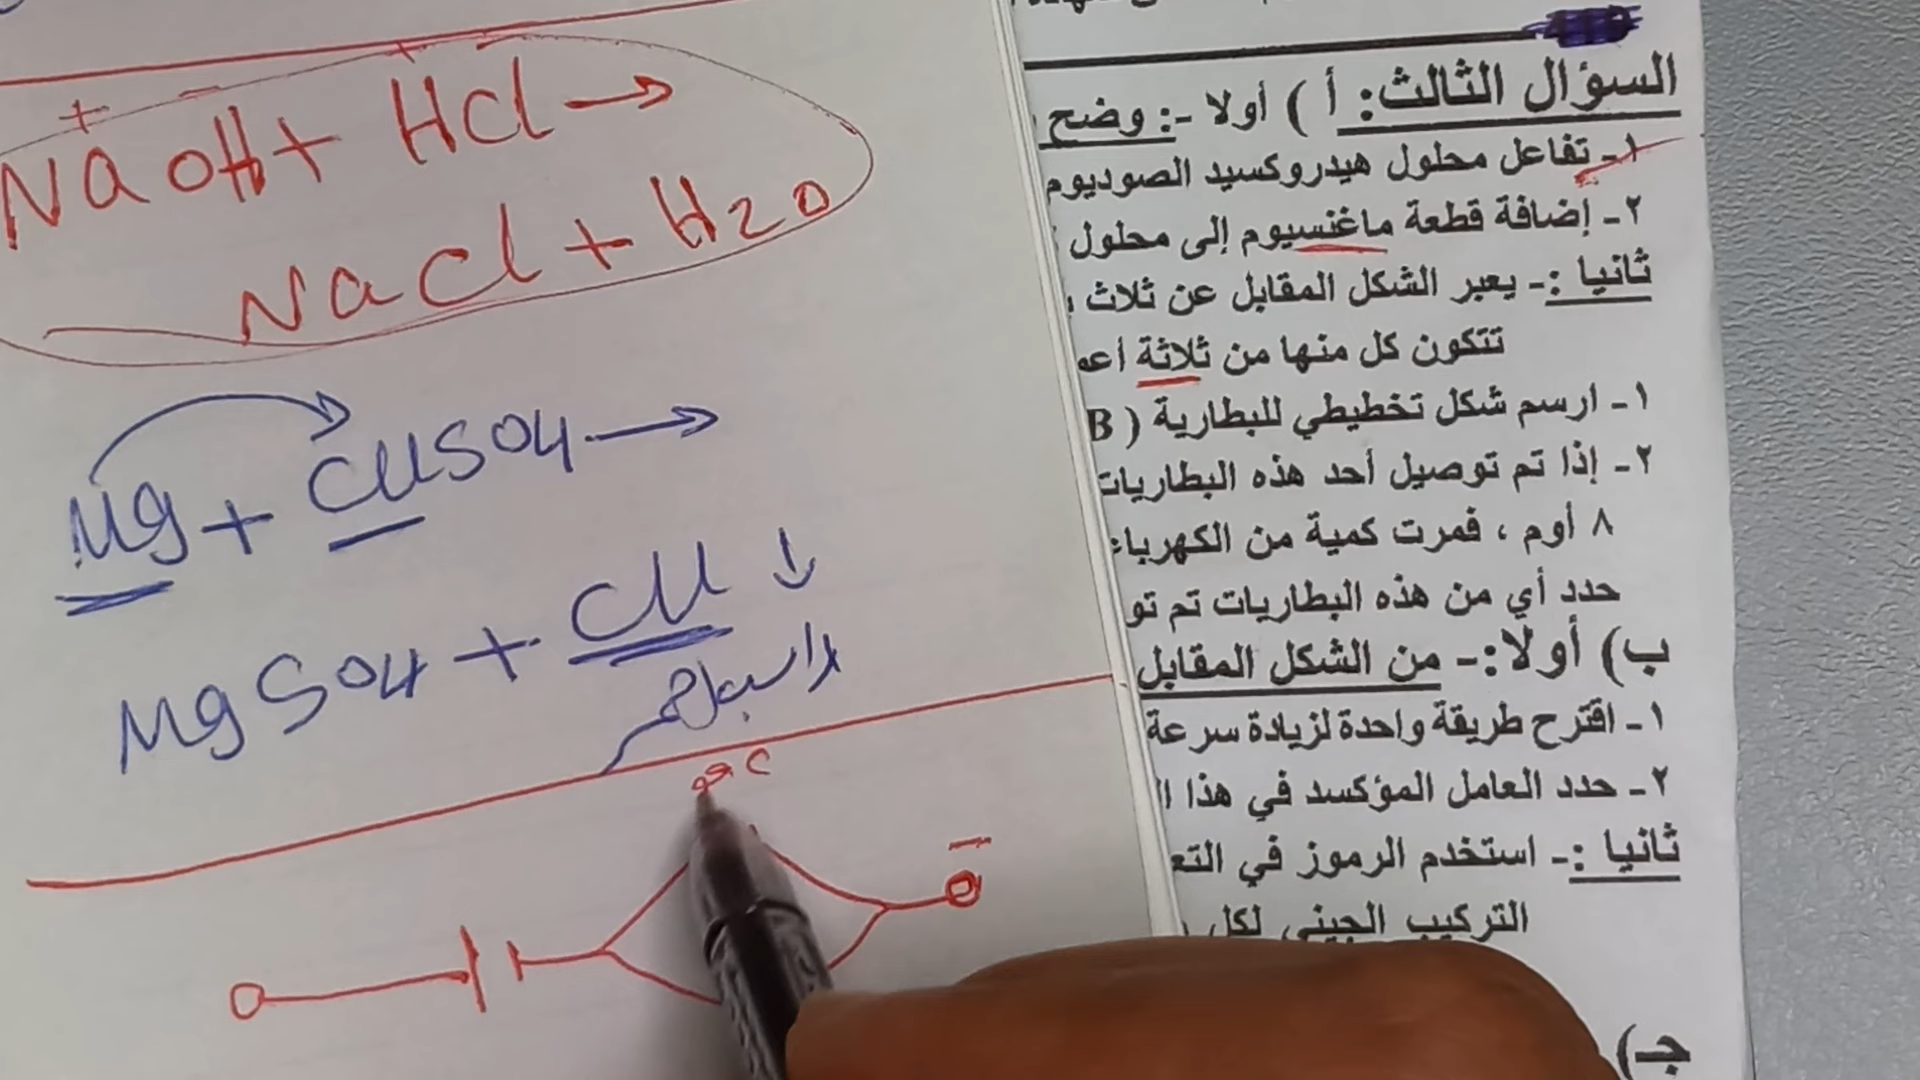 NaOH + HCl →
NaCl + H2O
Mg + CuSO4 →
MgSO4 + Cu ↓
السؤال الثالث: أ ) أولا -: وضح
١- تفاعل محلول هيدروكسيد الصوديوم
٢- إضافة قطعة ماغنسيوم إلى محلول
ثانيا :- يعبر الشكل المقابل عن ثلاث
تتكون كل منها من ثلاثة
١- ارسم شكل تخطيطي للبطارية ( B
٢- إذا تم توصيل أحد هذه البطاريات
٨ أوم ، فمرت كمية من الكهرباء
حدد أي من هذه البطاريات تم
ب) أولًا:- من الشكل المقابل
١- اقترح طريقة واحدة لزيادة سرعة
٢- حدد العامل المؤكسد في هذا
ثانيا :- استخدم الرموز في
التركيب الجيني لكل
جـ)